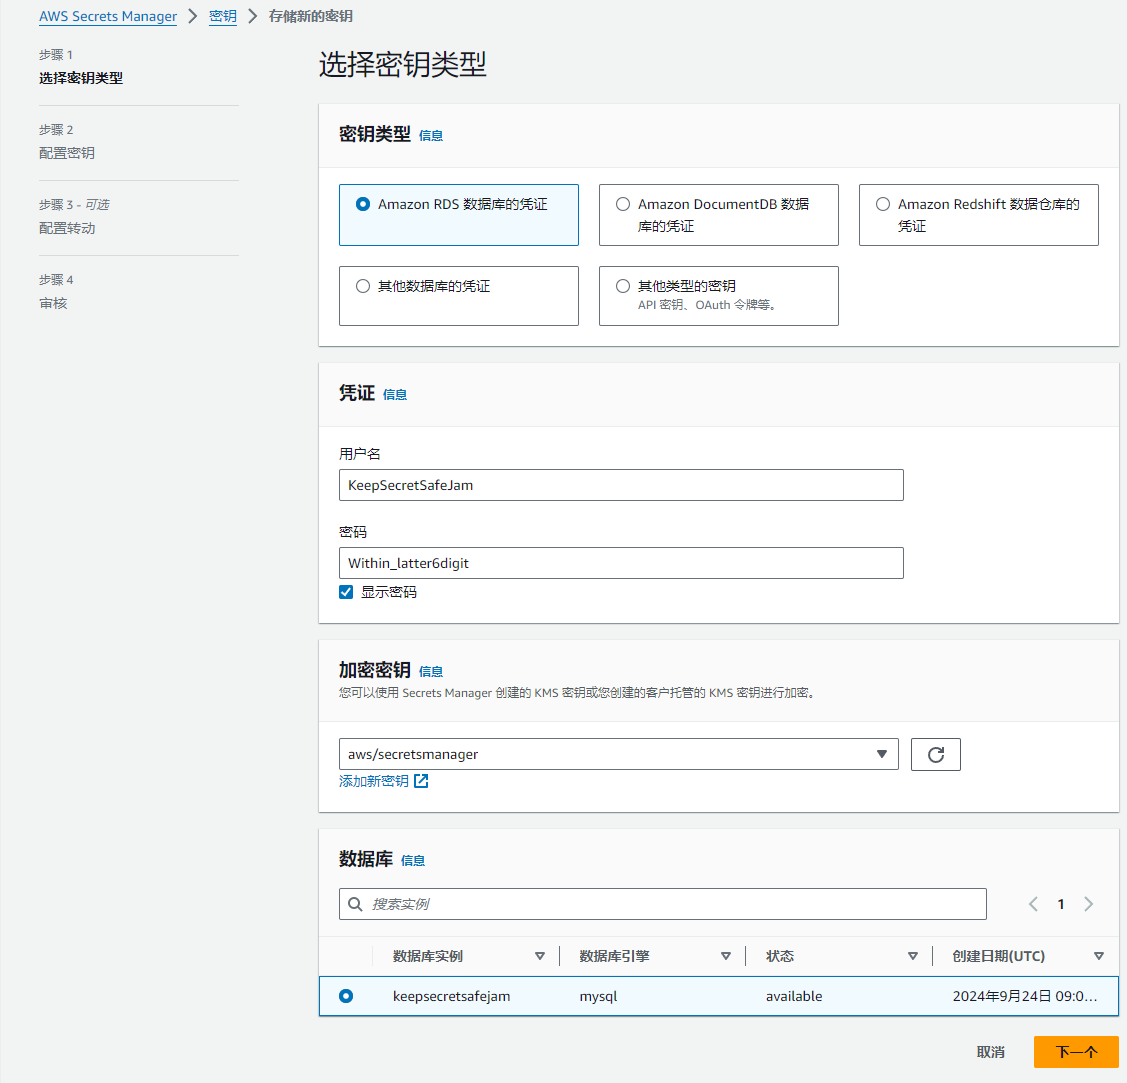 AWS Secrets Manager > 密钥 > 存储新的密钥
步骤 1
选择密钥类型
步骤 2
配置密钥
步骤 3 - 可选
配置转动
步骤 4
审核
选择密钥类型
密钥类型 信息
Amazon RDS 数据库的凭证
Amazon DocumentDB 数据
库的凭证
Amazon Redshift 数据仓库的
凭证
其他数据库的凭证
其他类型的密钥
API 密钥、OAuth 令牌等。
凭证 信息
用户名
KeepSecretSafeJam
密码
Within_latter6digit
显示密码
加密密钥 信息
您可以使用 Secrets Manager 创建的 KMS 密钥或您创建的客户托管的 KMS 密钥进行加密。
aws/secretsmanager
添加新密钥
数据库 信息
搜索实例
1
数据库实例 数据库引擎 状态 创建日期(UTC)
keepsecretsafejam mysql available 2024年9月24日 09:0...
取消 下一个